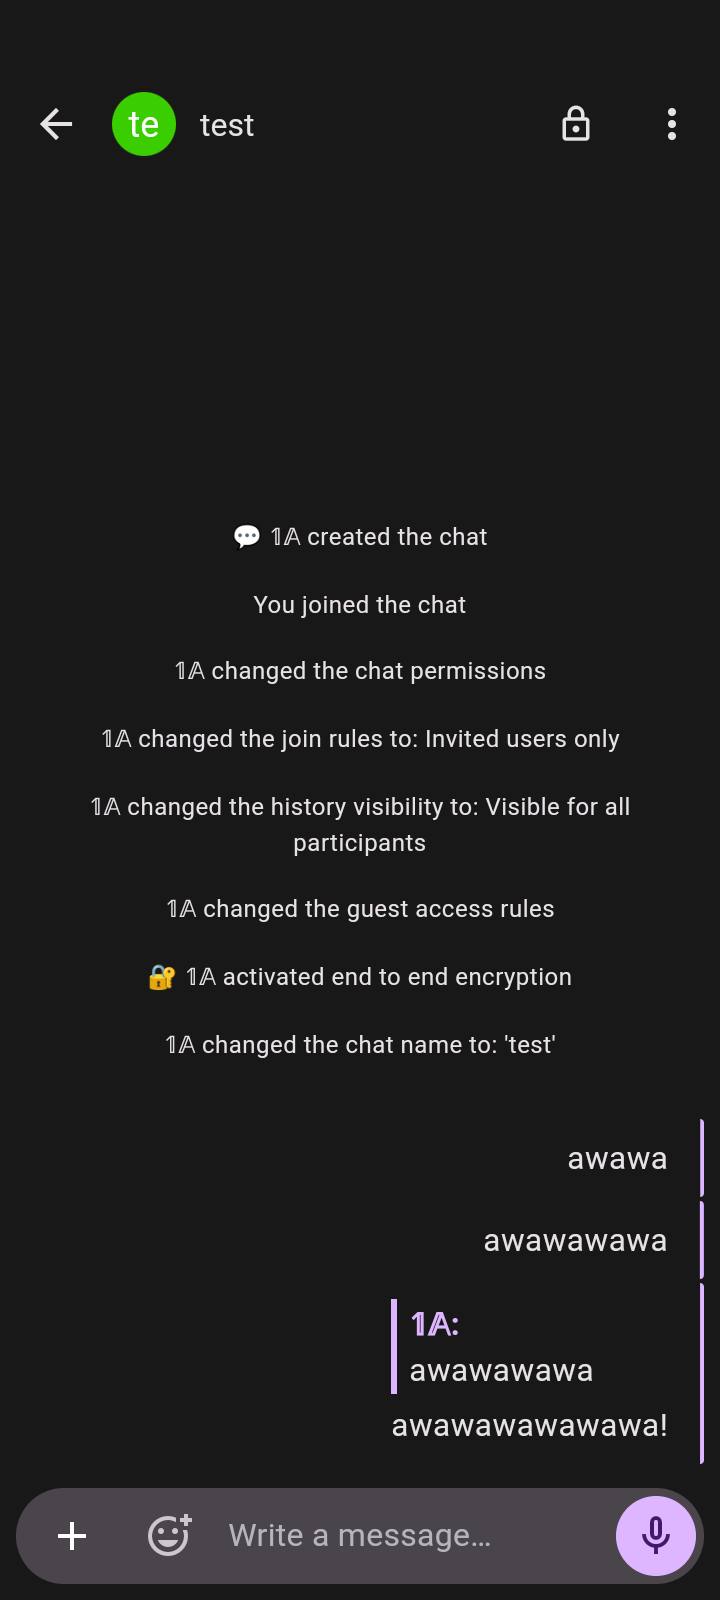 te test
💬 𝟙𝔸 created the chat
You joined the chat
𝟙𝔸 changed the chat permissions
𝟙𝔸 changed the join rules to: Invited users only
𝟙𝔸 changed the history visibility to: Visible for all
participants
𝟙𝔸 changed the guest access rules
🔐 𝟙𝔸 activated end to end encryption
𝟙𝔸 changed the chat name to: 'test'
awawa
awawawawa
𝟙𝔸:
awawawawa
awawawawawawa!
Write a message…